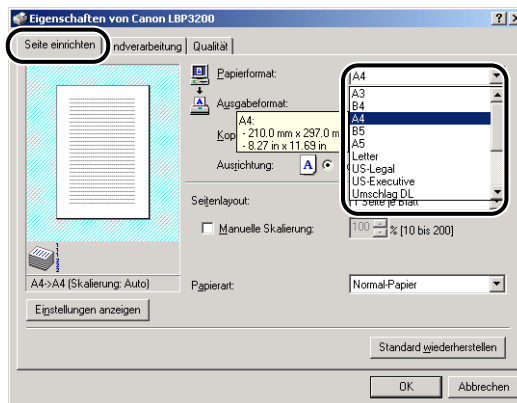 Eigenschaften von Canon LBP3200
Seite einrichten ndverarbeitung Qualität
Papierformat: A4
A3
B4
A4
B5
A5
Letter
US-Legal
US-Executive
Umschlag DL
Ausgabeformat:
A4:
- 210.0 mm x 297.0 m
- 8.27 in x 11.69 in
Kop
Ausrichtung: A
Seitenlayout: 1 Seite je Blatt
Manuelle Skalierung: 100 % [10 bis 200]
A4->A4 (Skalierung: Auto)
Papierart: Normal-Papier
Einstellungen anzeigen
Standard wiederherstellen
OK Abbrechen